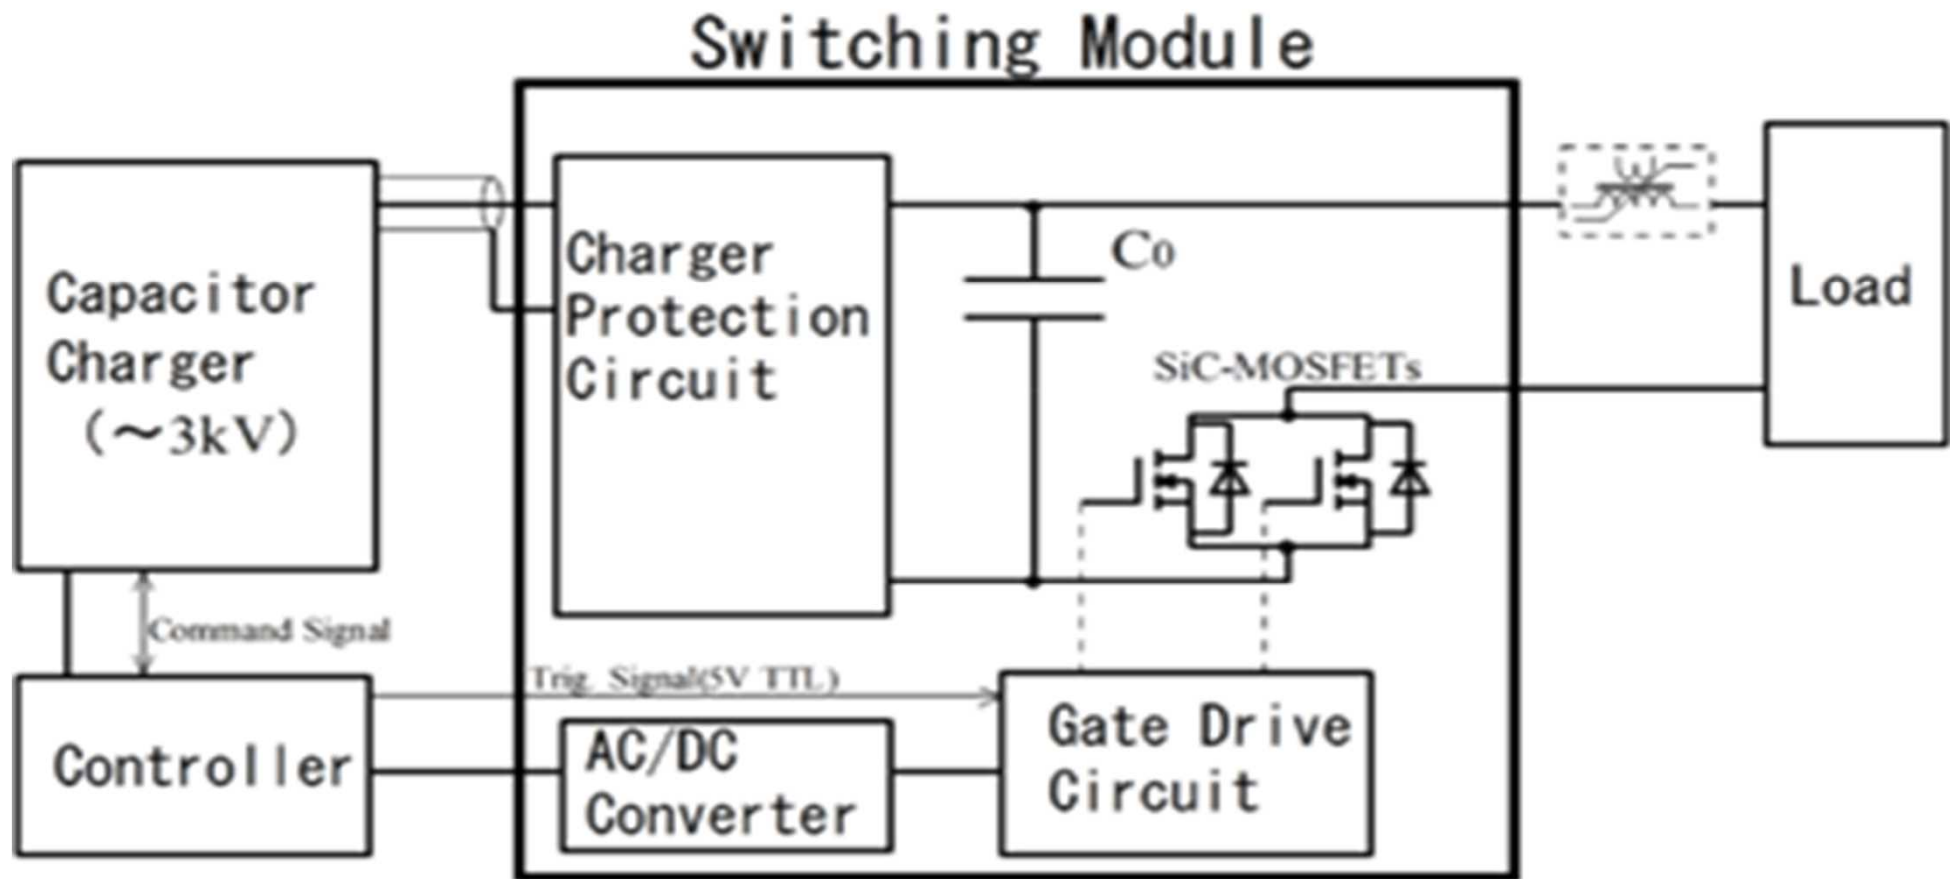 Switching Module
Capacitor
Charger
(～3kV)
Charger
Protection
Circuit
C0
SiC-MOSFETs
Load
Command Signal
Trig. Signal(5V TTL)
Controller
AC/DC
Converter
Gate Drive
Circuit